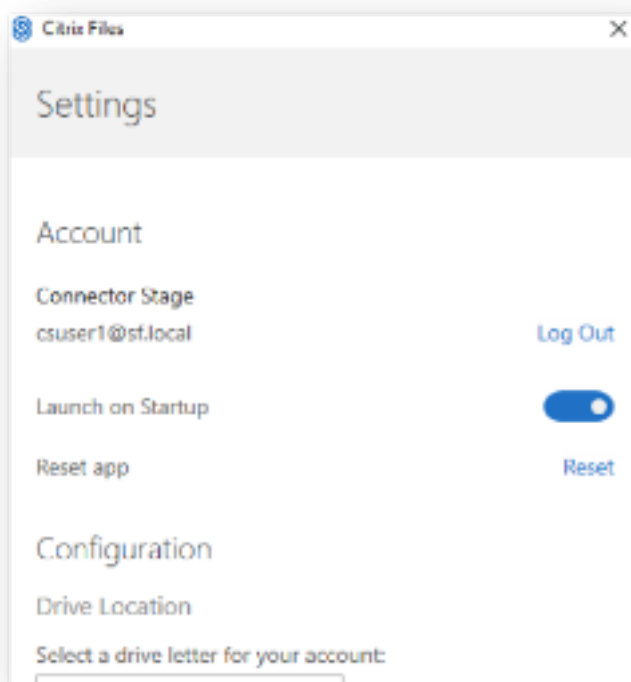 Citrix Files
Settings
Account
Connector Stage
csuser1@sf.local
Log Out
Launch on Startup
Reset app
Reset
Configuration
Drive Location
Select a drive letter for your account: